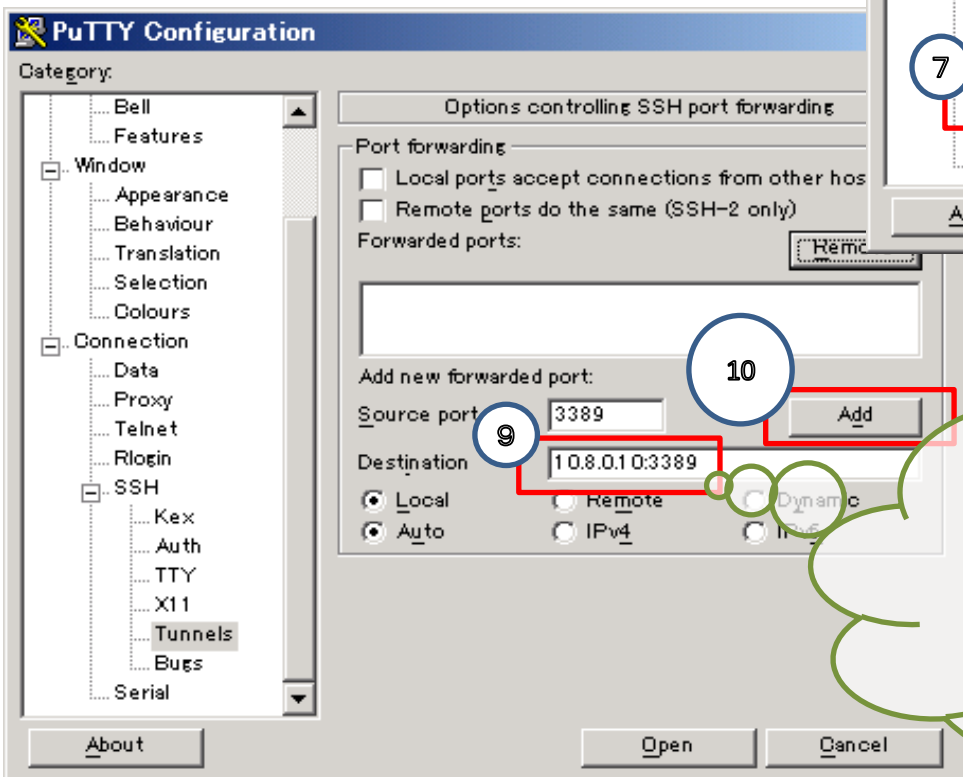 PuTTY Configuration
Category:
Bell
Features
Window
Appearance
Behaviour
Translation
Selection
Colours
Connection
Data
Proxy
Telnet
Rlogin
SSH
Kex
Auth
TTY
X11
Tunnels
Bugs
Serial
About
Options controlling SSH port forwarding
Port forwarding
Local ports accept connections from other hos
Remote ports do the same (SSH-2 only)
Forwarded ports:
Remo
Add new forwarded port:
10
Source port 3389 Add
9
Destination 10.8.0.10:3389
Local Remote Dynamic
Auto IPv4 IPv6
Open Cancel
7
A